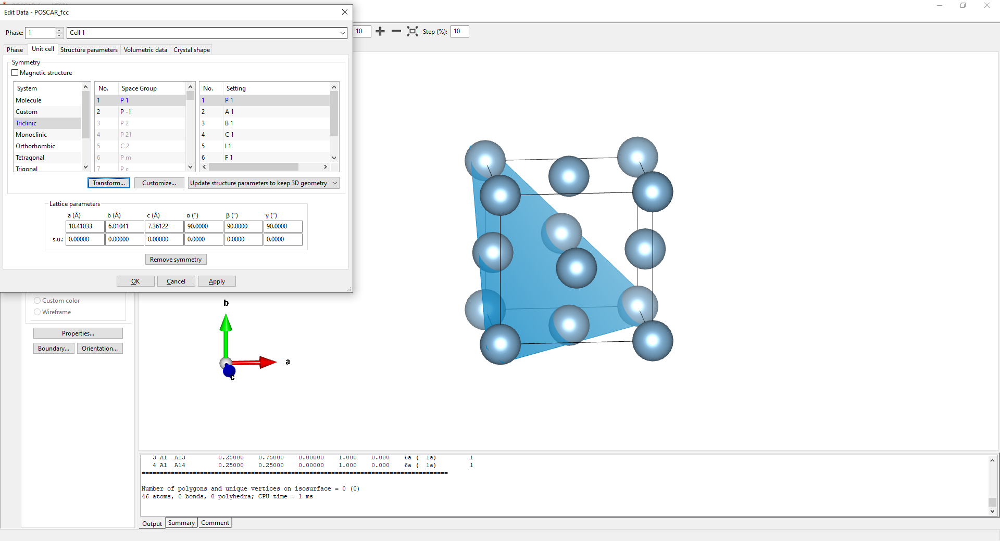 Edit Data - POSCAR_fcc
Phase: 1 Cell 1
10 Step (%): 10
Phase Unit cell Structure parameters Volumetric data Crystal shape
Symmetry
Magnetic structure
System No. Space Group No. Setting
Molecule 1 P 1 1 P 1
Custom 2 P -1 2 A 1
Triclinic 3 P 2 3 B 1
Monoclinic 4 P 21 4 C 1
Orthorhombic 5 C 2 5 I 1
Tetragonal 6 P m 6 F 1
Trigonal 7 P c
Transform... Customize... Update structure parameters to keep 3D geometry
Lattice parameters
a (Å) b (Å) c (Å) α (°) β (°) γ (°)
10.41033 6.01041 7.36122 90.0000 90.0000 90.0000
s.u.: 0.00000 0.00000 0.00000 0.0000 0.0000 0.0000
Remove symmetry
OK Cancel Apply
Custom color
Wireframe
Properties...
Boundary... Orientation...
b
a
c
3 Al Al3 0.25000 0.75000 0.00000 1.000 0.000 6a ( 1a) 1
4 Al Al4 0.25000 0.25000 0.00000 1.000 0.000 6a ( 1a) 1
Number of polygons and unique vertices on isosurface = 0 (0)
46 atoms, 0 bonds, 0 polyhedra; CPU time = 1 ms
Output Summary Comment